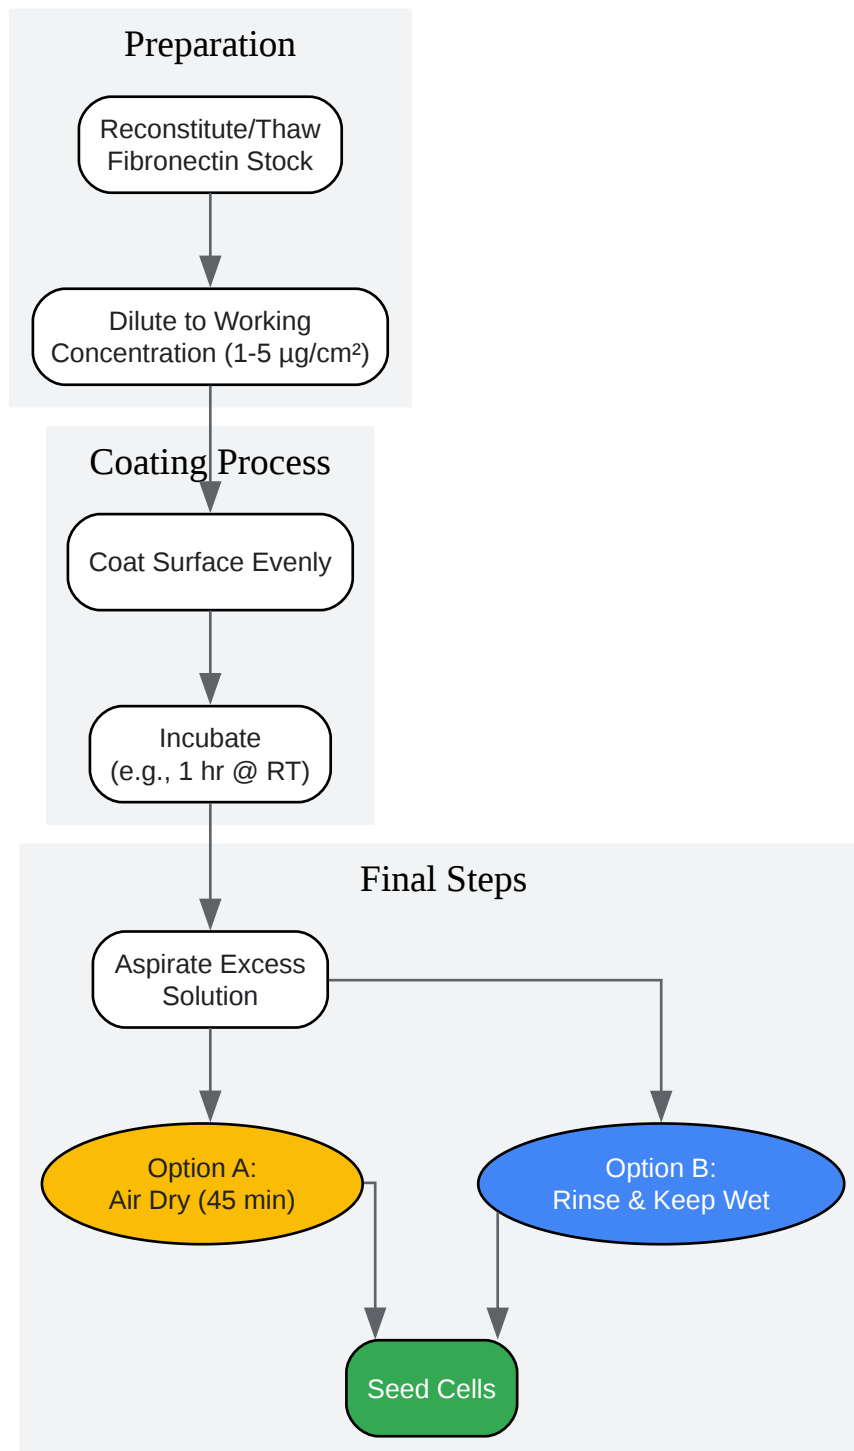 Preparation
Reconstitute/Thaw
Fibronectin Stock
Dilute to Working
Concentration (1-5 µg/cm²)
Coating Process
Coat Surface Evenly
Incubate
(e.g., 1 hr @ RT)
Final Steps
Aspirate Excess
Solution
Option A:
Air Dry (45 min)
Option B:
Rinse & Keep Wet
Seed Cells